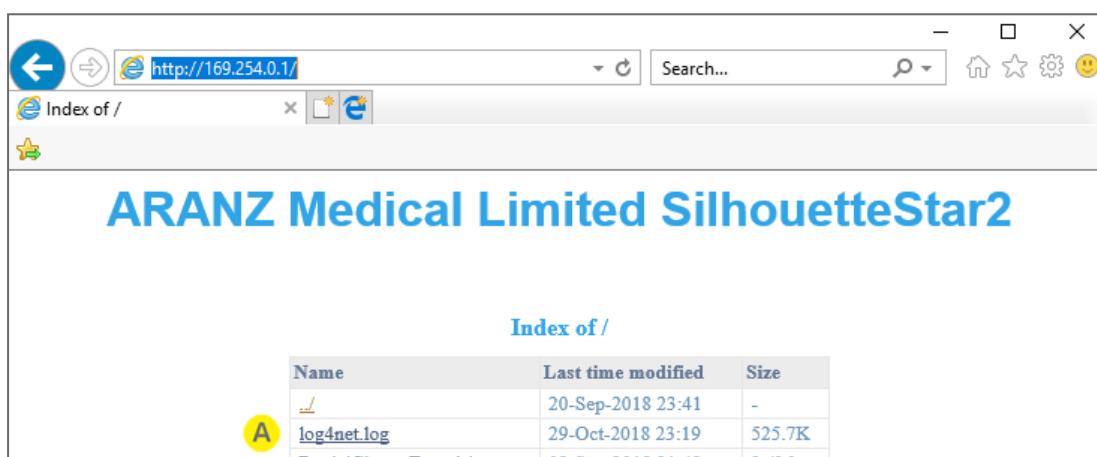 http://169.254.0.1/
Search...
Index of /
ARANZ Medical Limited SilhouetteStar2
Index of /
Name Last time modified Size
../ 20-Sep-2018 23:41 -
A log4net.log 29-Oct-2018 23:19 525.7K